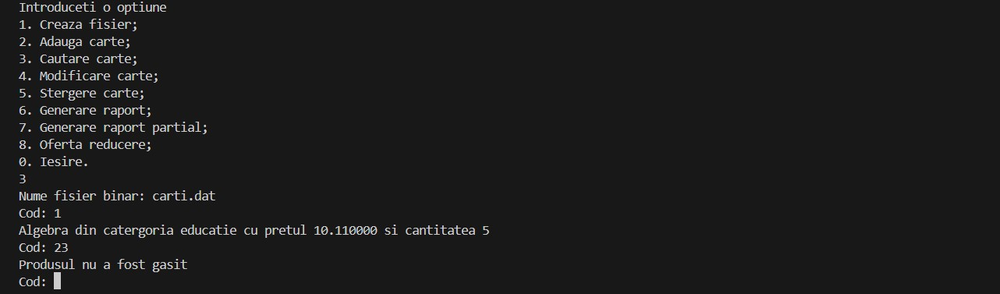 Introduceti o optiune
1. Creaza fisier;
2. Adauga carte;
3. Cautare carte;
4. Modificare carte;
5. Stergere carte;
6. Generare raport;
7. Generare raport partial;
8. Oferta reducere;
0. Iesire.
3
Nume fisier binar: carti.dat
Cod: 1
Algebra din catergoria educatie cu pretul 10.110000 si cantitatea 5
Cod: 23
Produsul nu a fost gasit
Cod: